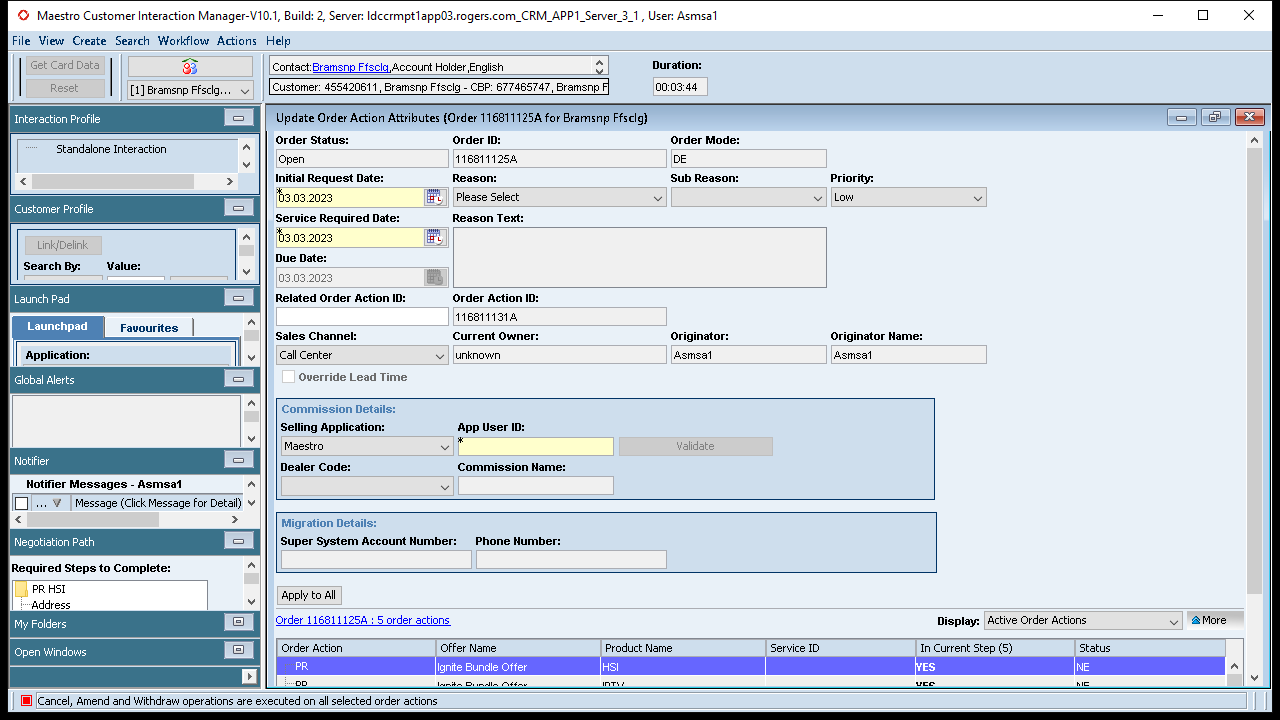 Maestro Customer Interaction Manager-V10.1, Build: 2, Server: ldccrmpt1app03.rogers.com_CRM_APP1_Server_3_1 , User: Asmsa1
File View Create Search Workflow Actions Help
Get Card Data
Reset
[1] Bramsnp Ffsclg...
Contact:Bramsnp Ffsclg,Account Holder,English
Customer: 455420611, Bramsnp Ffsclg - CBP: 677465747, Bramsnp F
Duration:
00:03:44
Interaction Profile
Standalone Interaction
Customer Profile
Link/Delink
Search By: Value:
Launch Pad
Launchpad Favourites
Application:
Global Alerts
Notifier
Notifier Messages - Asmsa1
... Message (Click Message for Detail)
Negotiation Path
Required Steps to Complete:
PR HSI
Address
My Folders
Open Windows
Update Order Action Attributes (Order 116811125A for Bramsnp Ffsclg)
Order Status: Order ID: Order Mode:
Open 116811125A DE
Initial Request Date: Reason: Sub Reason: Priority:
* 03.03.2023 Please Select Low
Service Required Date: Reason Text:
* 03.03.2023
Due Date:
03.03.2023
Related Order Action ID: Order Action ID:
116811131A
Sales Channel: Current Owner: Originator: Originator Name:
Call Center unknown Asmsa1 Asmsa1
Override Lead Time
Commission Details:
Selling Application: App User ID:
Maestro * Validate
Dealer Code: Commission Name:
Migration Details:
Super System Account Number: Phone Number:
Apply to All
Order 116811125A : 5 order actions Display: Active Order Actions More
Order Action Offer Name Product Name Service ID In Current Step (5) Status
PR Ignite Bundle Offer HSI YES NE
PR Ignite Bundle Offer IPTV YES NE
Cancel, Amend and Withdraw operations are executed on all selected order actions